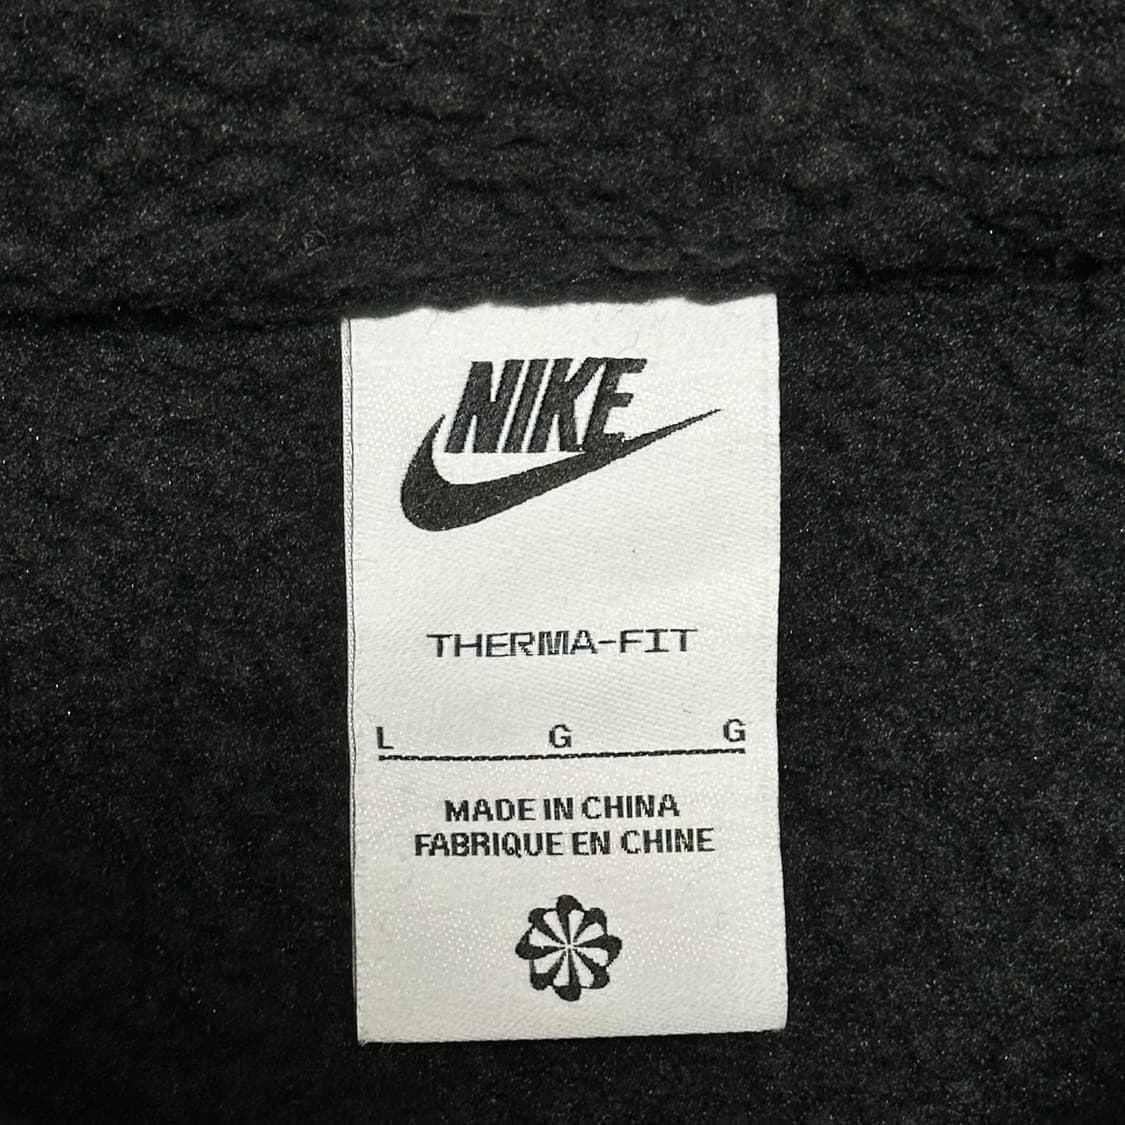 NIKE
THERMA-FIT
L G G
MADE IN CHINA
FABRIQUE EN CHINE